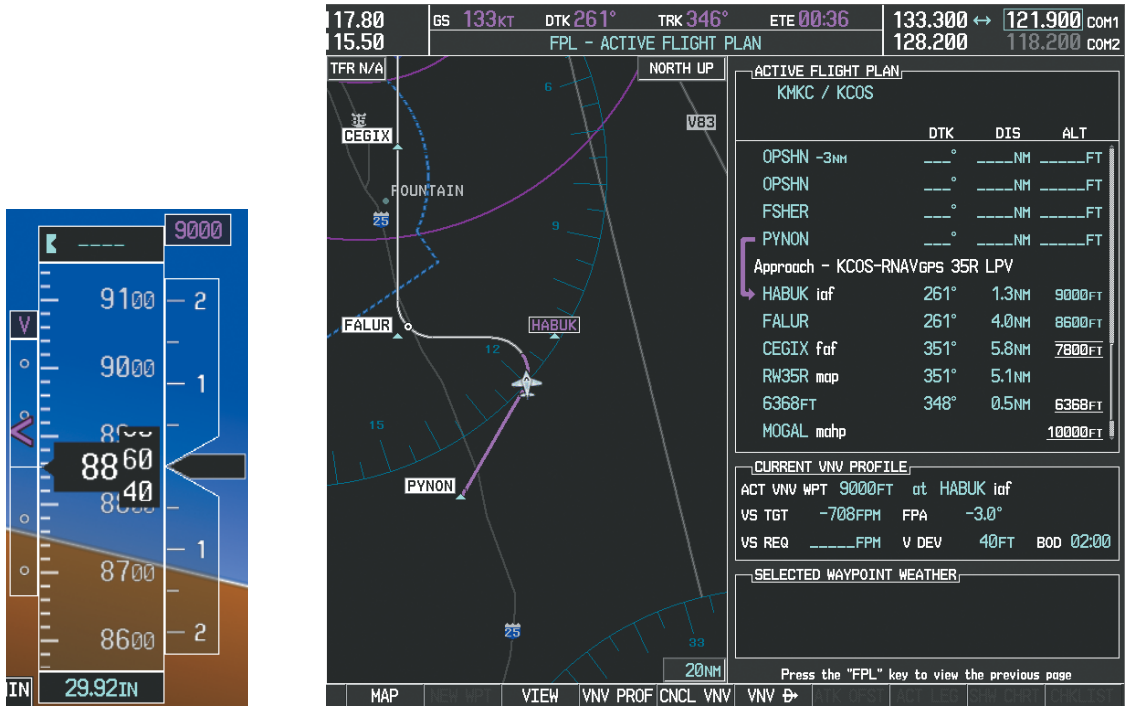 9000
----
9100
2
V
9000
1
89
88 60
40
88
1
8700
8600
2
IN
29.92IN
17.80
15.50
GS 133KT DTK 261° TRK 346° ETE 00:36
FPL - ACTIVE FLIGHT PLAN
133.300 ↔ 121.900 COM1
128.200 118.200 COM2
TFR N/A
NORTH UP
6
V83
85
CEGIX
FOUNTAIN
25
9
FALUR
HABUK
12
15
PYNON
25
33
20NM
ACTIVE FLIGHT PLAN
KMKC / KCOS
DTK DIS ALT
OPSHN -3NM ___° ____NM _____FT
OPSHN ___° ____NM _____FT
FSHER ___° ____NM _____FT
PYNON ___° ____NM _____FT
Approach - KCOS-RNAVGPS 35R LPV
HABUK iaf 261° 1.3NM 9000FT
FALUR 261° 4.0NM 8600FT
CEGIX faf 351° 5.8NM 7800FT
RW35R map 351° 5.1NM
6368FT 348° 0.5NM 6368FT
MOGAL mahp 10000FT
CURRENT VNV PROFILE
ACT VNV WPT 9000FT at HABUK iaf
VS TGT -708FPM FPA -3.0°
VS REQ _____FPM V DEV 40FT BOD 02:00
SELECTED WAYPOINT WEATHER
Press the "FPL" key to view the previous page
MAP NEW WPT VIEW VNV PROF CNCL VNV VNV D→ ATK OFST ACT LEG SHW CHRT CHKLIST